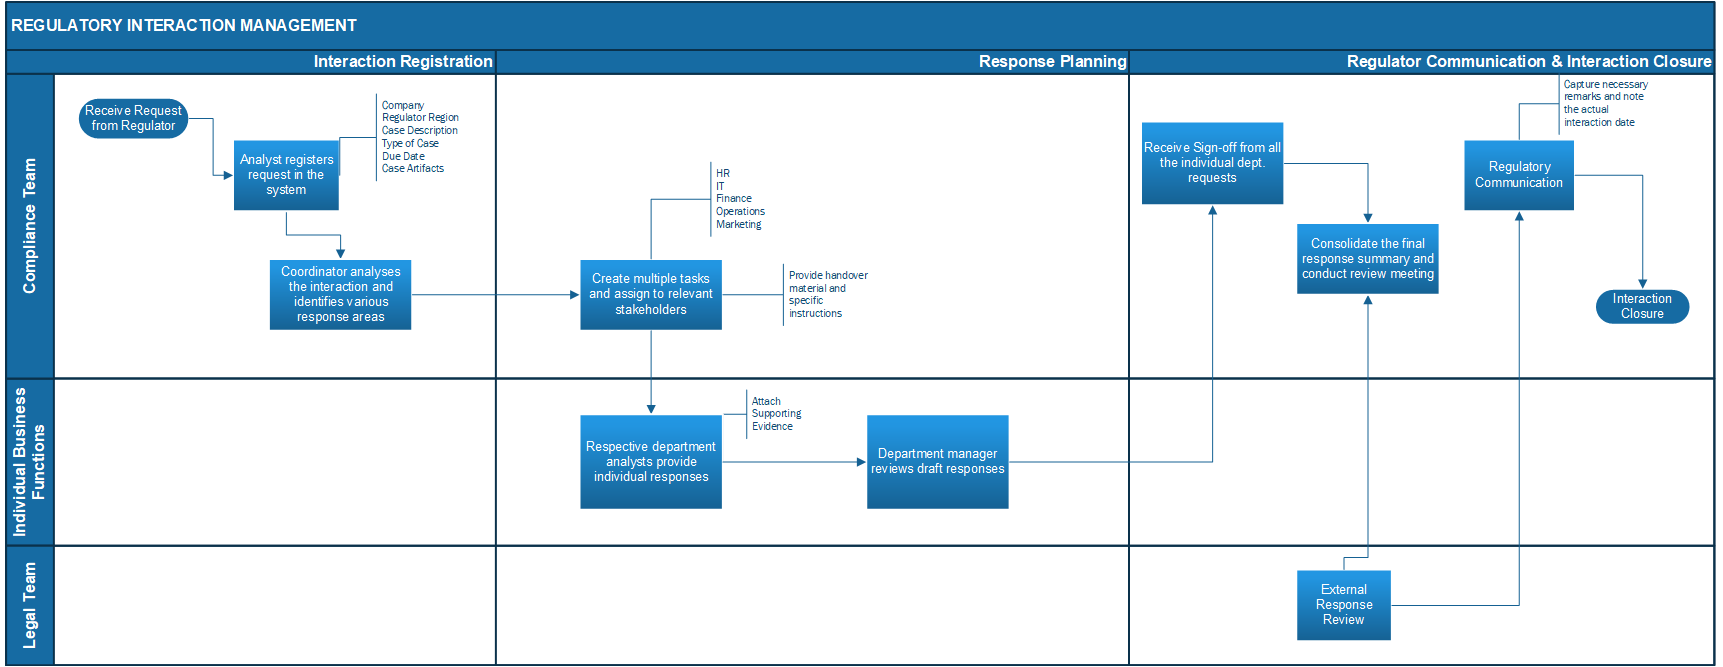 REGULATORY INTERACTION MANAGEMENT
Interaction Registration
Response Planning
Regulator Communication & Interaction Closure
Compliance Team
Receive Request
from Regulator
Analyst registers
request in the
system
Company
Regulator Region
Case Description
Type of Case
Due Date
Case Artifacts
Coordinator analyses
the interaction and
identifies various
response areas
HR
IT
Finance
Operations
Marketing
Create multiple tasks
and assign to relevant
stakeholders
Provide handover
material and
specific
instructions
Receive Sign-off from all
the individual dept.
requests
Consolidate the final
response summary and
conduct review meeting
Capture necessary
remarks and note
the actual
interaction date
Regulatory
Communication
Interaction
Closure
Individual Business
Functions
Respective department
analysts provide
individual responses
Attach
Supporting
Evidence
Department manager
reviews draft responses
Legal Team
External
Response
Review